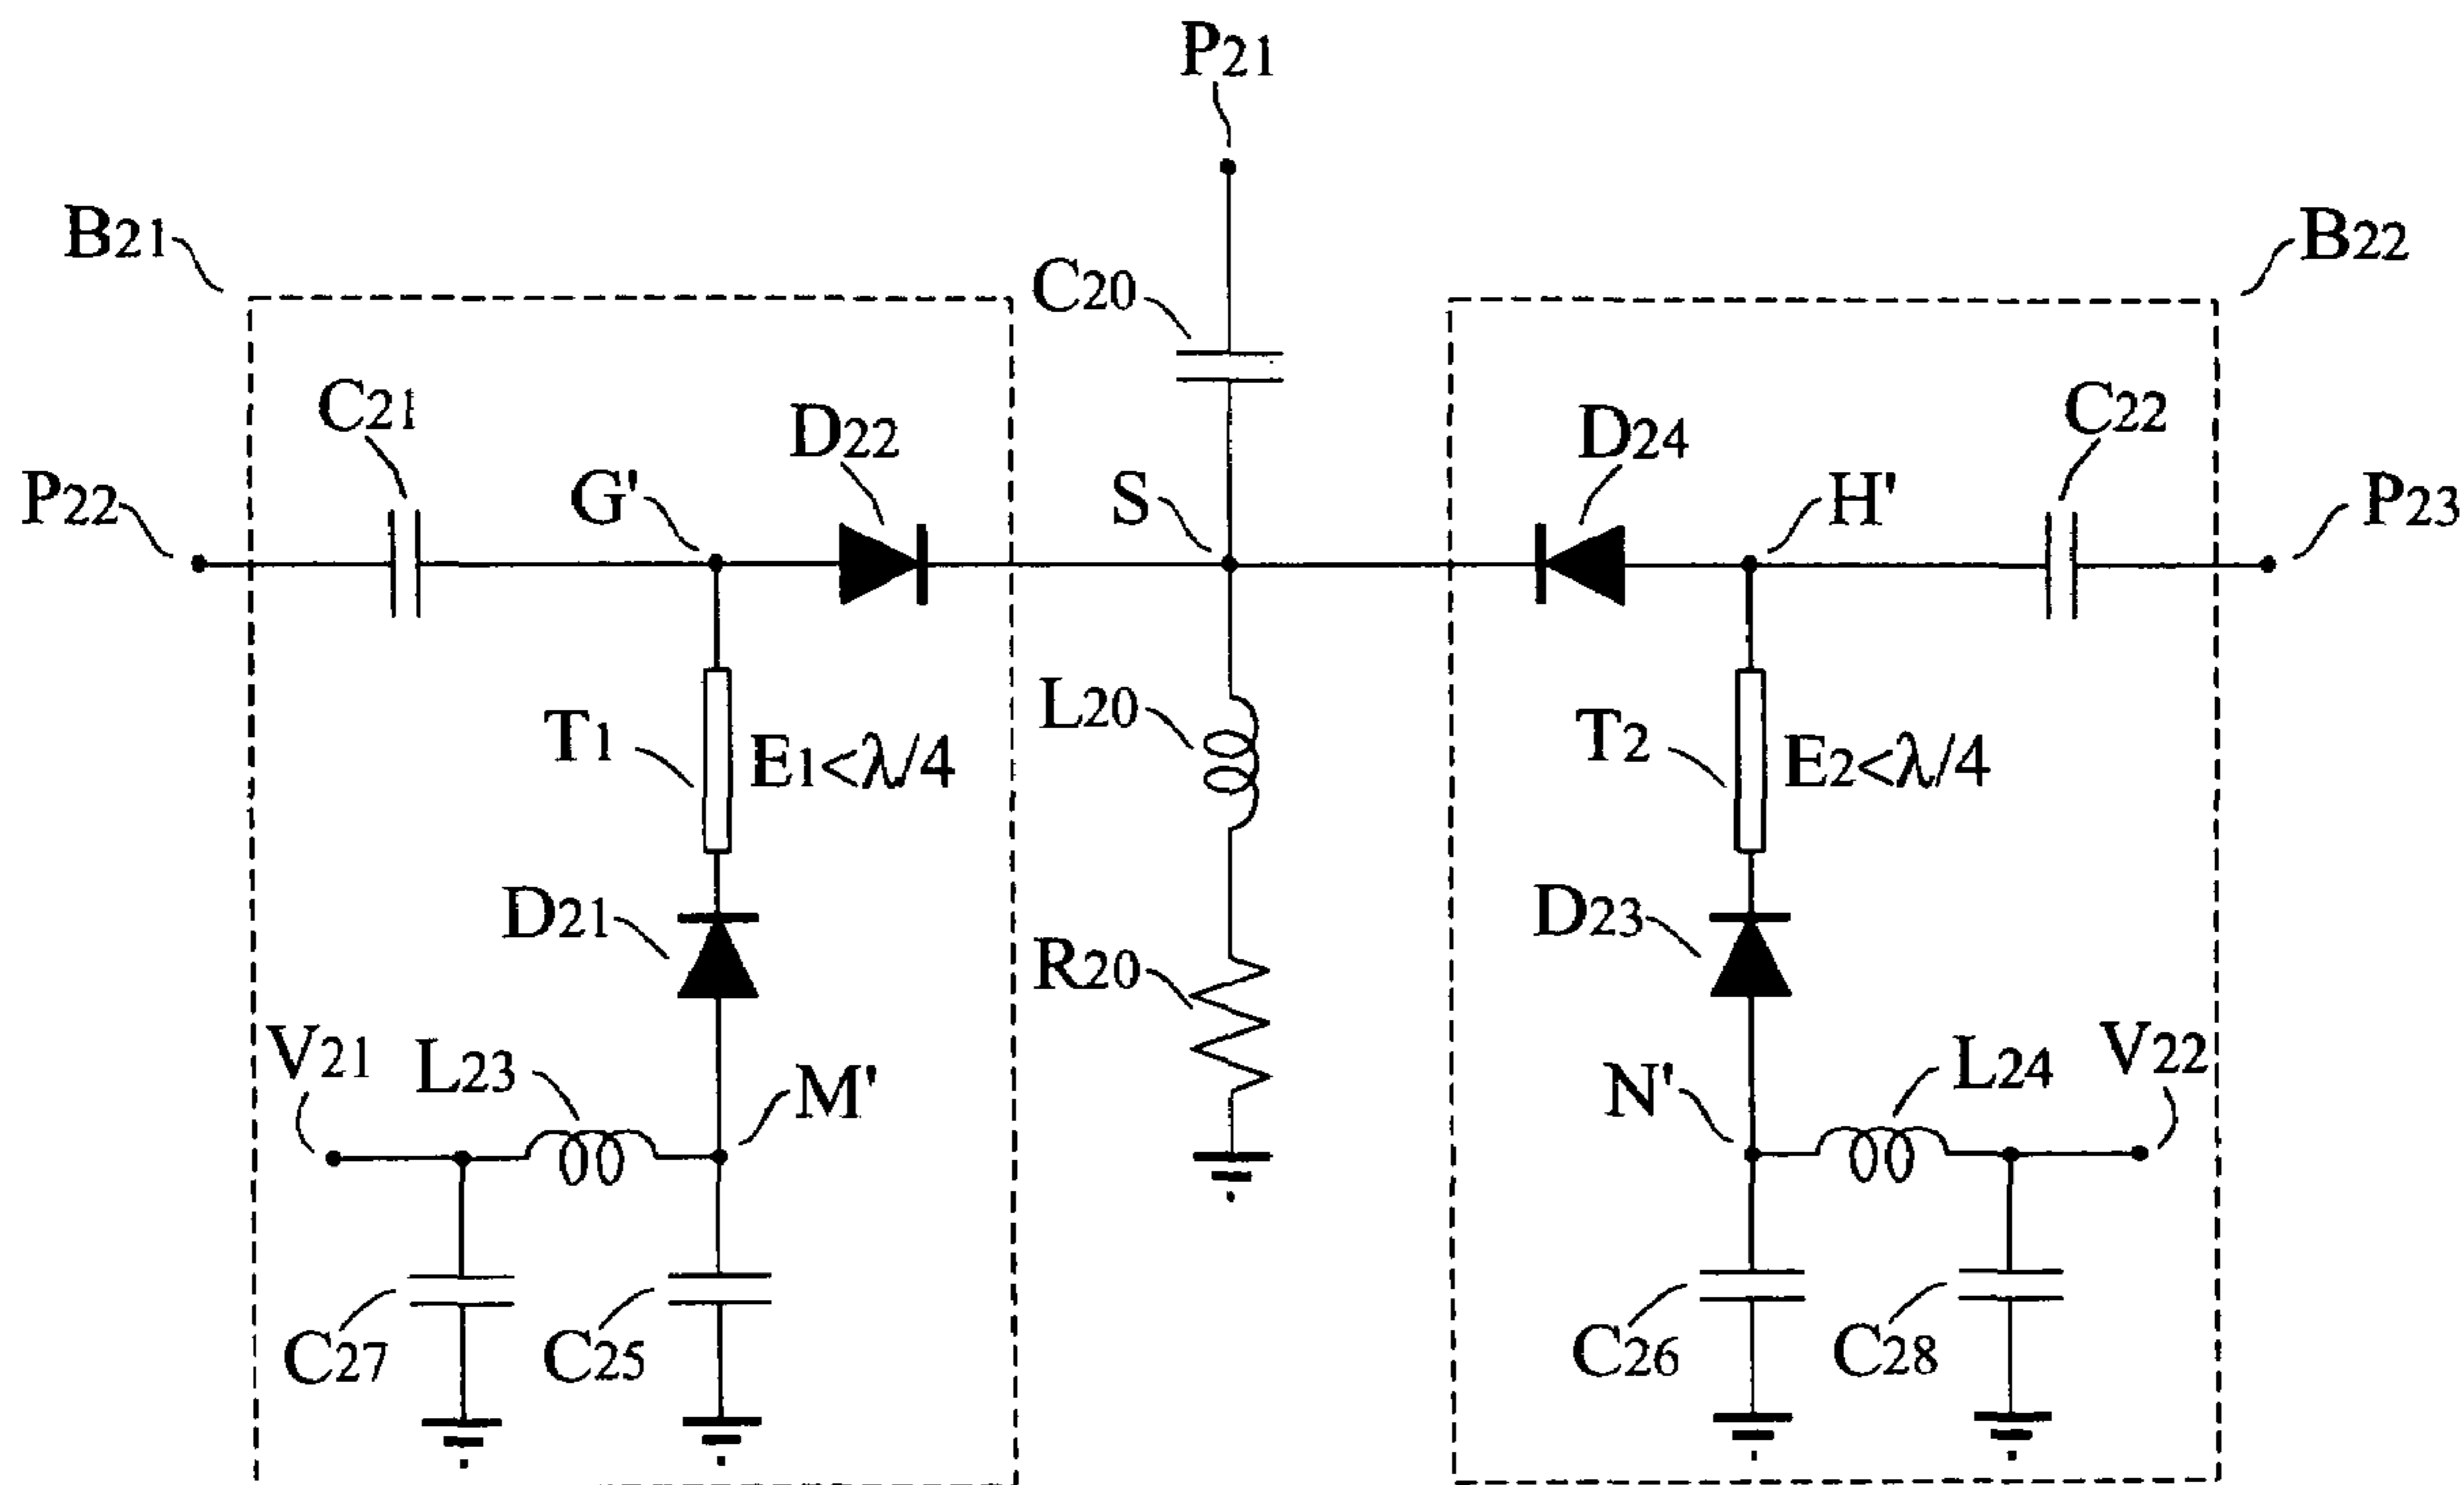 P21
B21
B22
C20
C21
D22
D24
C22
P22
G'
S
H'
P23
T1
E1<λ/4
L20
T2
E2<λ/4
D21
R20
D23
V21
L23
M'
N'
L24
V22
C27
C25
C26
C28